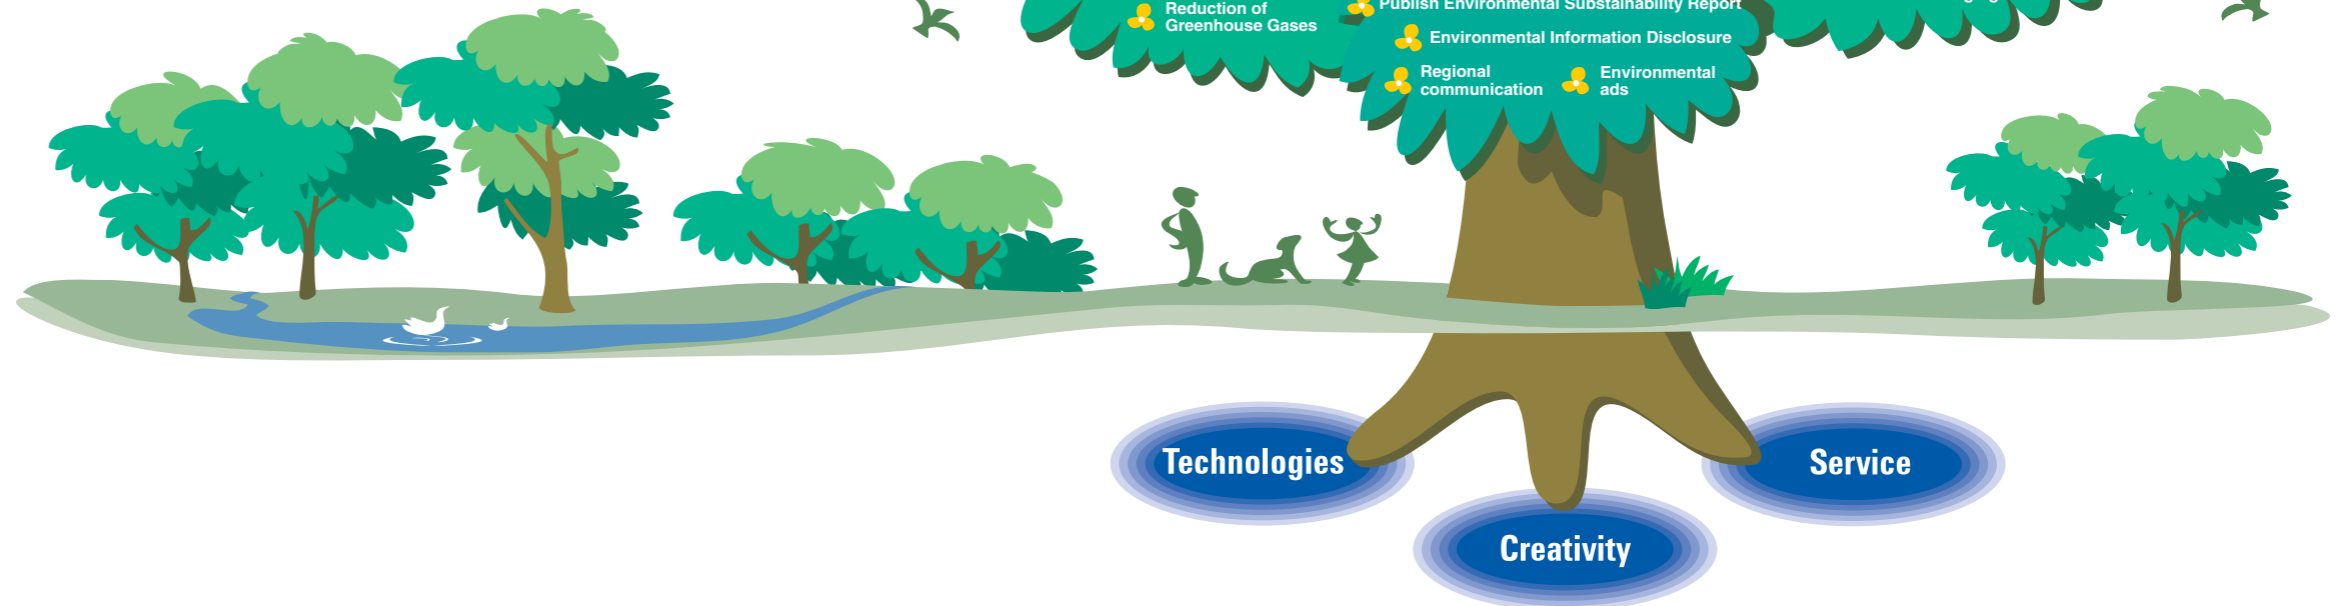 Reduction of
Greenhouse Gases
Publish Environmental Substainability Report
Environmental Information Disclosure
Regional
communication
Environmental
ads
Technologies
Service
Creativity